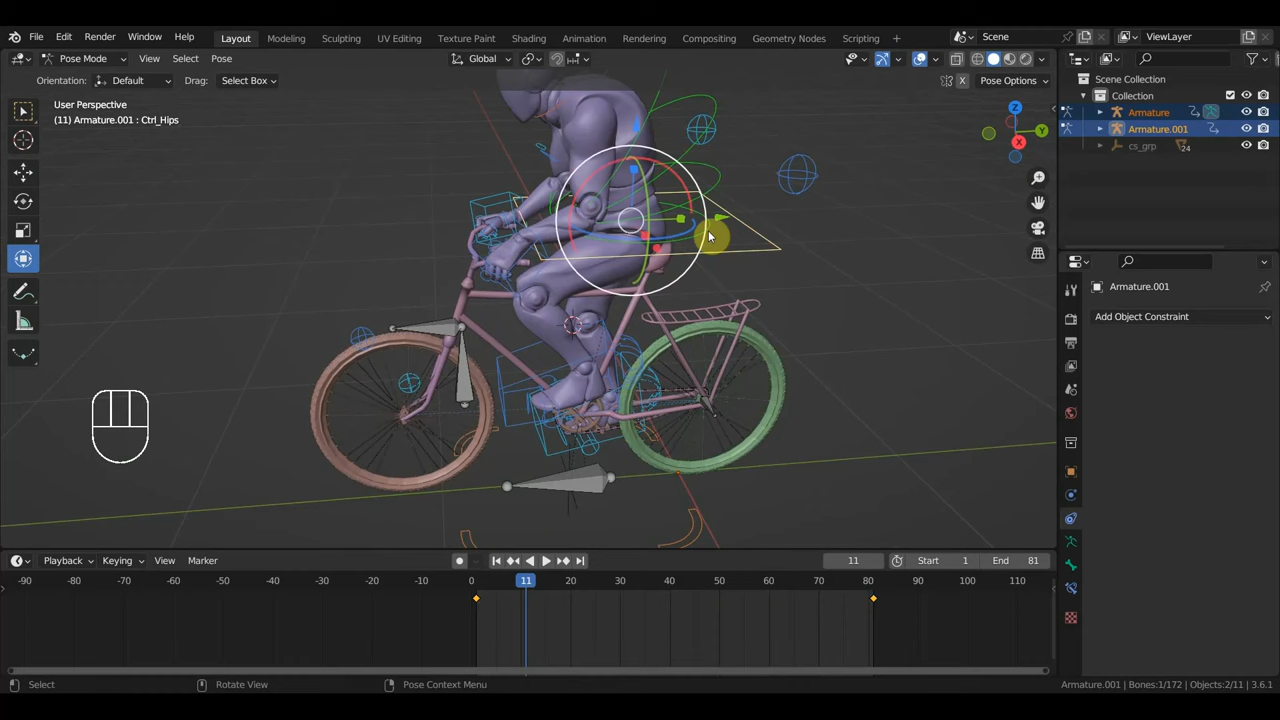 File Edit Render Window Help Layout Modeling Sculpting UV Editing Texture Paint Shading Animation Rendering Compositing Geometry Nodes Scripting + Scene ViewLayer
Pose Mode View Select Pose Global Pose Options
Orientation: Default Drag: Select Box X
User Perspective
(11) Armature.001 : Ctrl_Hips
Z
Y
X
Scene Collection
Collection
Armature
Armature.001
cs_grp 24
Armature.001
Add Object Constraint
Playback Keying View Marker 11 Start 1 End 81
-90 -80 -70 -60 -50 -40 -30 -20 -10 0 11 20 30 40 50 60 70 80 90 100 110
Select Rotate View Pose Context Menu Armature.001 | Bones:1/172 | Objects:2/11 | 3.6.1